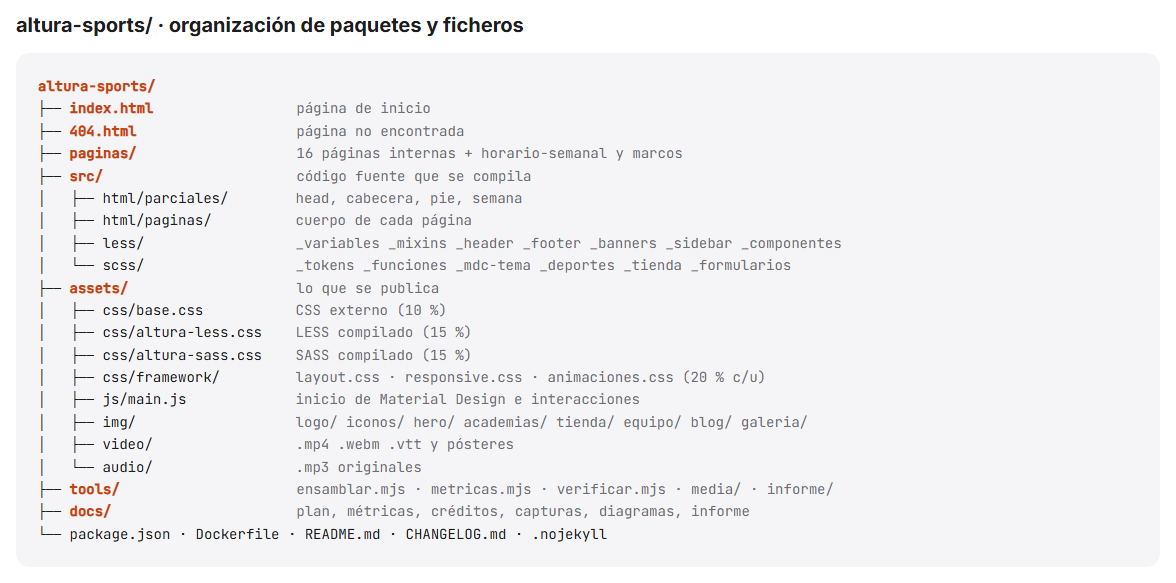 altura-sports/ · organización de paquetes y ficheros
altura-sports/
├── index.html                 página de inicio
├── 404.html                   página no encontrada
├── paginas/                   16 páginas internas + horario-semanal y marcos
├── src/                       código fuente que se compila
│   ├── html/parciales/        head, cabecera, pie, semana
│   ├── html/paginas/          cuerpo de cada página
│   ├── less/                  _variables _mixins _header _footer _banners _sidebar _componentes
│   └── scss/                  _tokens _funciones _mdc-tema _deportes _tienda _formularios
├── assets/                    lo que se publica
│   ├── css/base.css           CSS externo (10 %)
│   ├── css/altura-less.css    LESS compilado (15 %)
│   ├── css/altura-sass.css    SASS compilado (15 %)
│   ├── css/framework/         layout.css · responsive.css · animaciones.css (20 % c/u)
│   ├── js/main.js             inicio de Material Design e interacciones
│   ├── img/                   logo/ iconos/ hero/ academias/ tienda/ equipo/ blog/ galeria/
│   ├── video/                 .mp4 .webm .vtt y pósteres
│   └── audio/                 .mp3 originales
├── tools/                     ensamblar.mjs · metricas.mjs · verificar.mjs · media/ · informe/
├── docs/                      plan, métricas, créditos, capturas, diagramas, informe
└── package.json · Dockerfile · README.md · CHANGELOG.md · .nojekyll